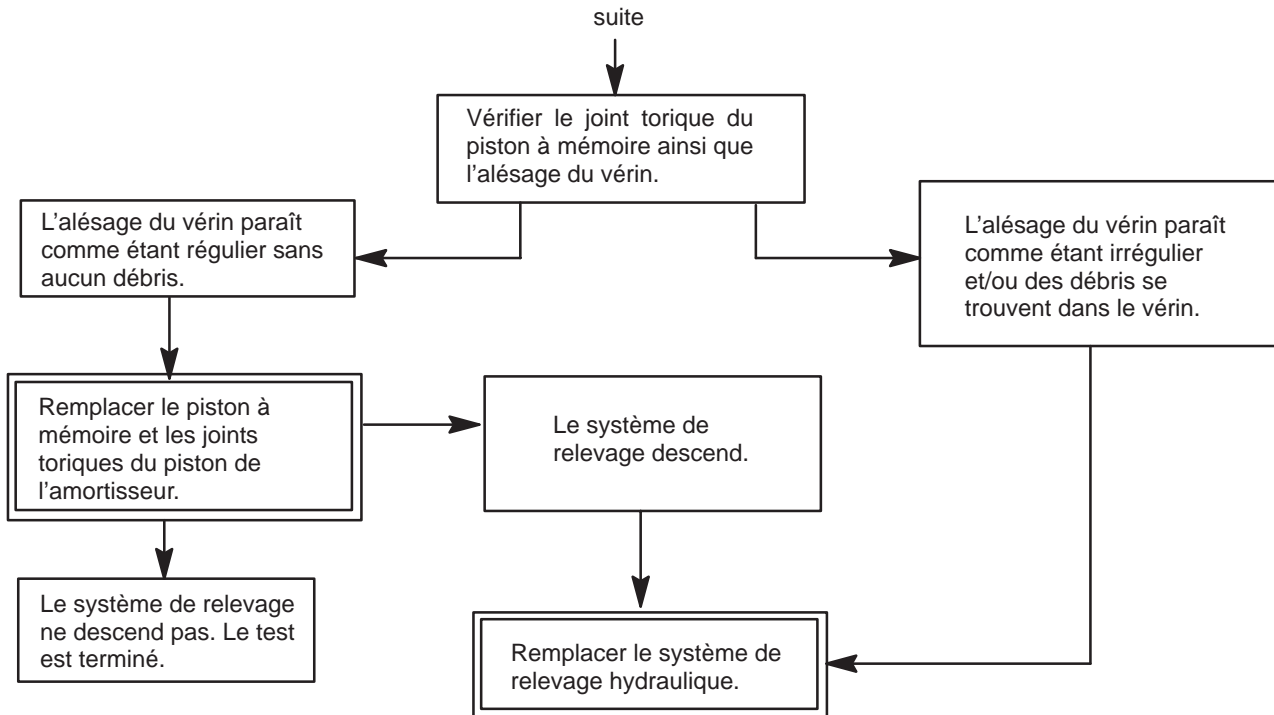 suite
Vérifier le joint torique du
piston à mémoire ainsi que
l'alésage du vérin.
L'alésage du vérin paraît
comme étant régulier sans
aucun débris.
L'alésage du vérin paraît
comme étant irrégulier
et/ou des débris se
trouvent dans le vérin.
Remplacer le piston à
mémoire et les joints
toriques du piston de
l'amortisseur.
Le système de
relevage descend.
Le système de relevage
ne descend pas. Le test
est terminé.
Remplacer le système de
relevage hydraulique.